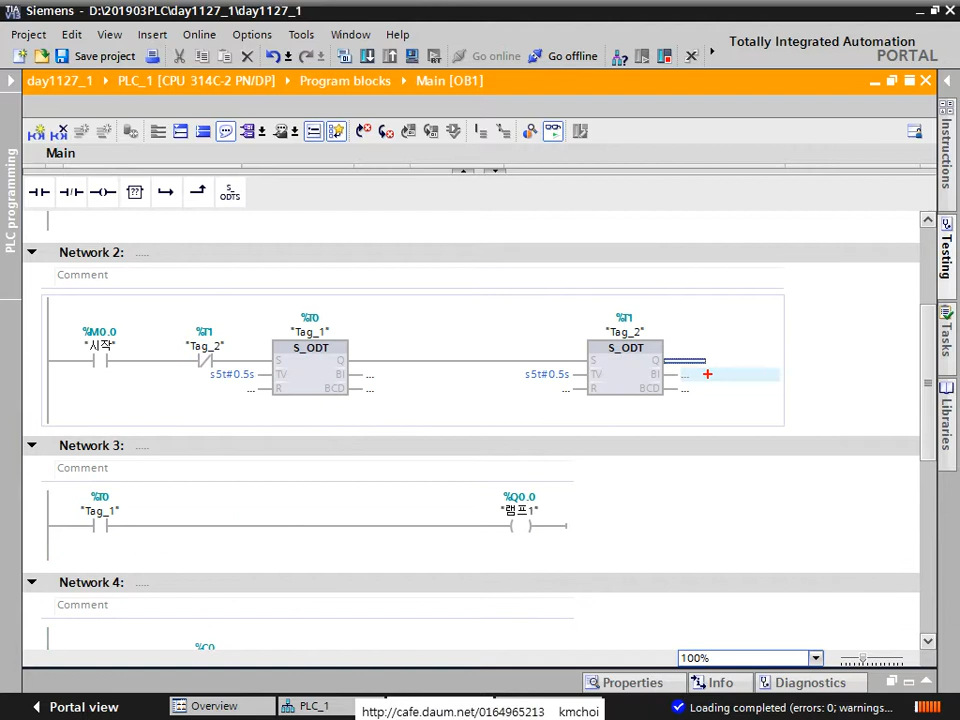 Siemens - D:\201903PLC\day1127_1\day1127_1
Project Edit View Insert Online Options Tools Window Help
Totally Integrated Automation
PORTAL
Save project
Go online
Go offline
day1127_1 ▸ PLC_1 [CPU 314C-2 PN/DP] ▸ Program blocks ▸ Main [OB1]
PLC programming
Instructions
Testing
Tasks
Libraries
Main
S_
ODTS
Network 2: .....
Comment
%M0.0
"시작"
%T1
"Tag_2"
%T0
"Tag_1"
S_ODT
S Q
s5t#0.5s TV BI ...
... R BCD ...
%T1
"Tag_2"
S_ODT
S Q
s5t#0.5s TV BI ...
... R BCD ...
Network 3: .....
Comment
%T0
"Tag_1"
%Q0.0
"램프1"
Network 4: .....
Comment
%C0
100%
Properties Info Diagnostics
Portal view Overview PLC_1
http://cafe.daum.net/0164965213 kmchoi
Loading completed (errors: 0; warnings...